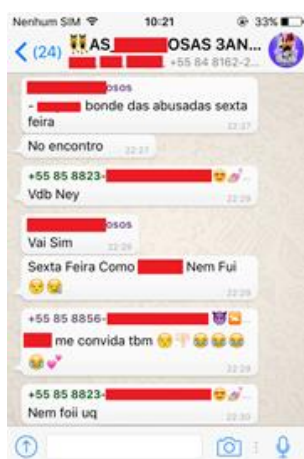 Nenhum SIM 10:21 33%
(24) AS_ OSAS 3AN...
+55 84 8162-2...
osos
- bonde das abusadas sexta
feira 22:27
No encontro 22:27
+55 85 8823-
Vdb Ney 22:28
osos
Vai Sim 22:28
Sexta Feira Como Nem Fui
😒😪 22:28
+55 85 8856-
me convida tbm 😒👎😂😂😂
😂💕 22:28
+55 85 8823-
Nem foii uq 22:30